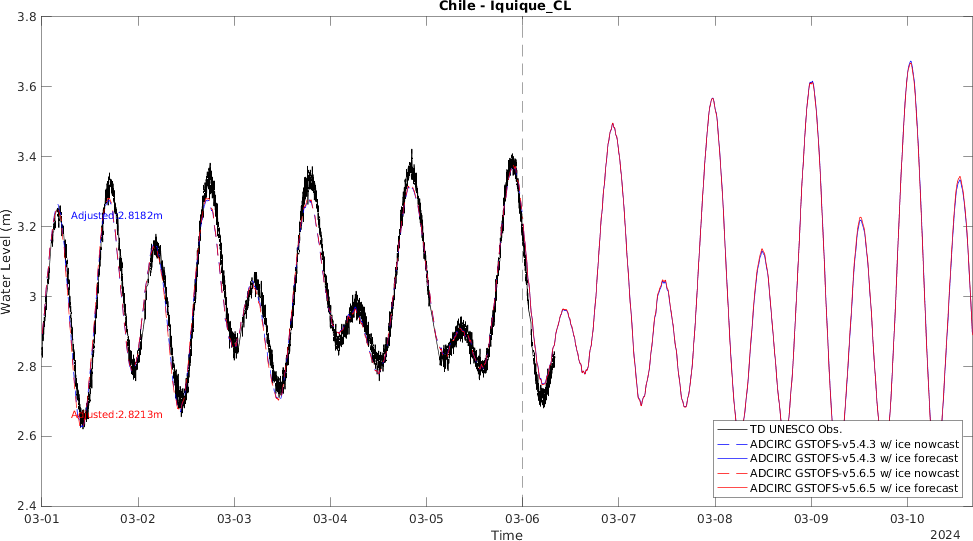 Chile - Iquique_CL
3.8
3.6
3.4
3.2
3
2.8
2.6
2.4
Water Level (m)
Adjusted:2.8182m
Adjusted:2.8213m
TD UNESCO Obs.
ADCIRC GSTOFS-v5.4.3 w/ ice nowcast
ADCIRC GSTOFS-v5.4.3 w/ ice forecast
ADCIRC GSTOFS-v5.6.5 w/ ice nowcast
ADCIRC GSTOFS-v5.6.5 w/ ice forecast
03-01 03-02 03-03 03-04 03-05 03-06 03-07 03-08 03-09 03-10
Time
2024